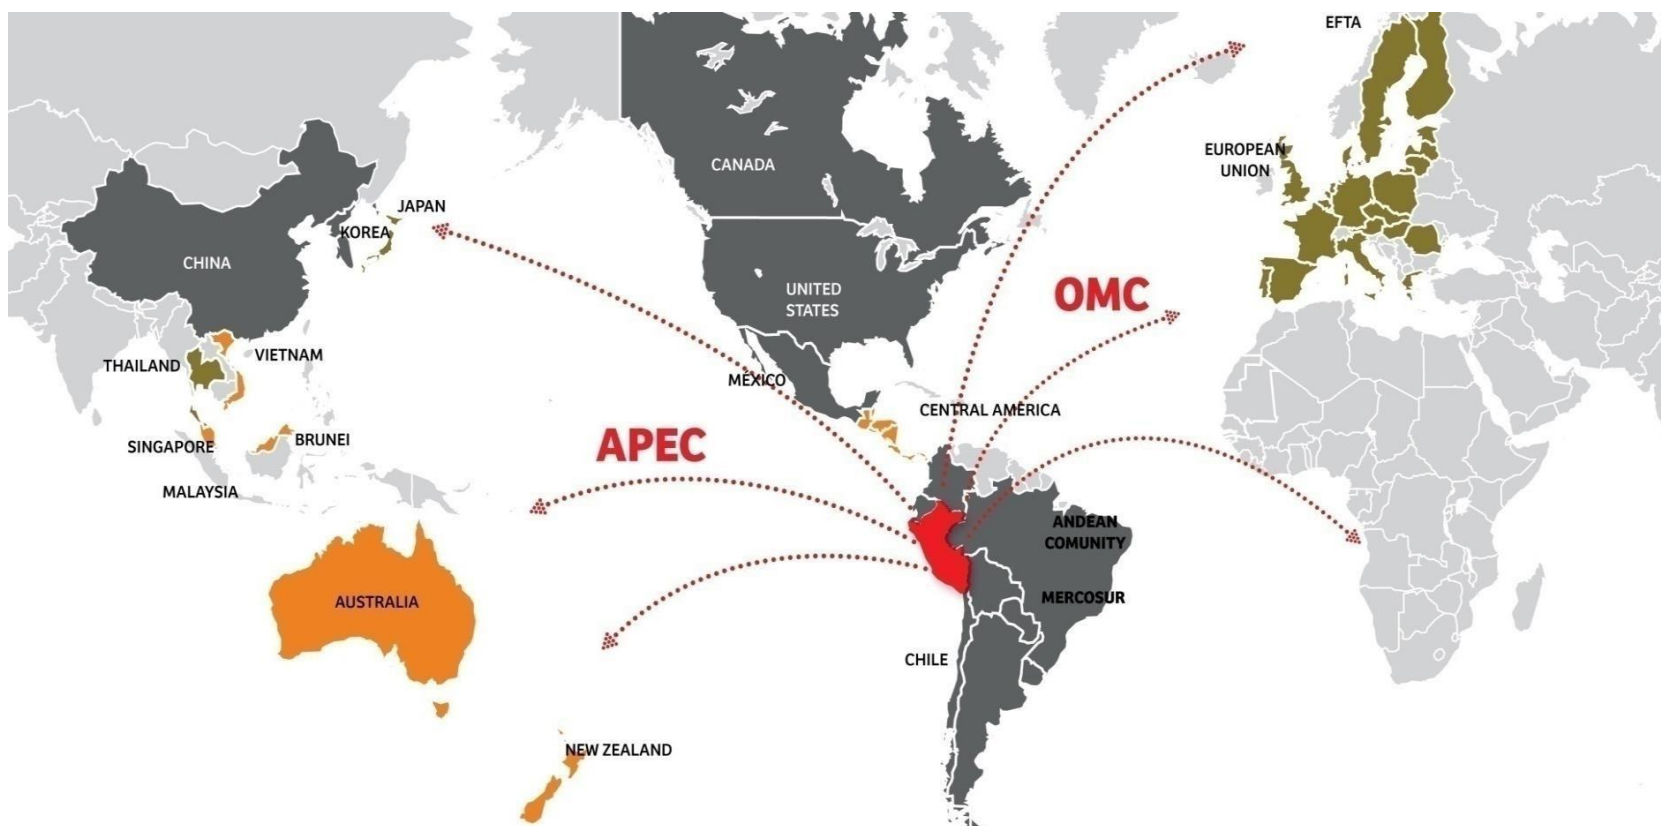 EFTA
EUROPEAN
UNION
CANADA
JAPAN
KOREA
CHINA
UNITED
STATES
OMC
THAILAND
VIETNAM
MÉXICO
CENTRAL AMERICA
SINGAPORE
BRUNEI
APEC
MALAYSIA
ANDEAN
COMUNITY
AUSTRALIA
MERCOSUR
CHILE
NEW ZEALAND